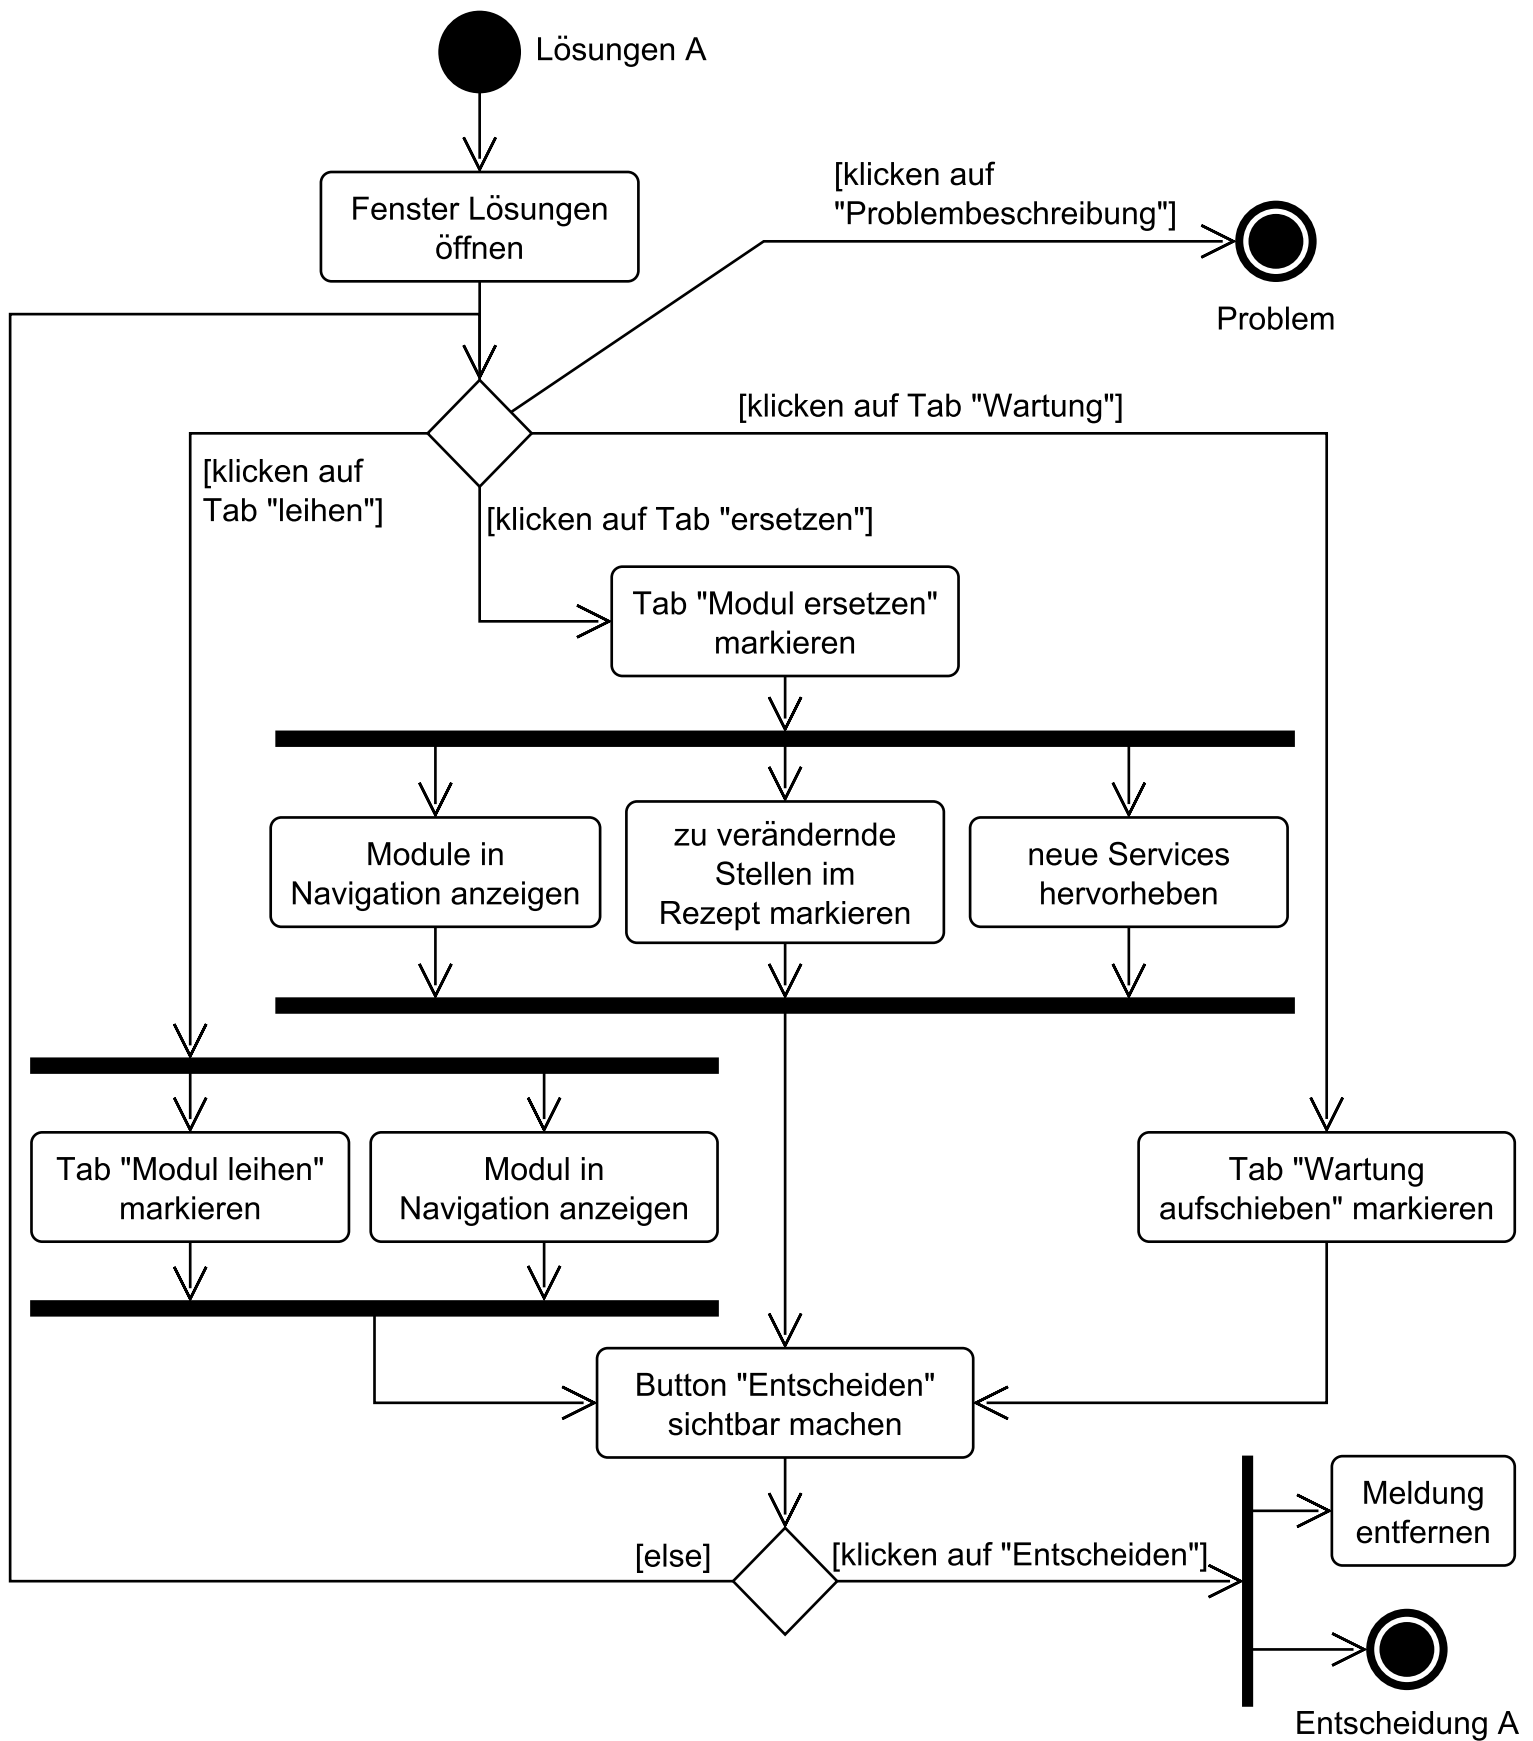 Lösungen A
Fenster Lösungen
öffnen
[klicken auf
"Problembeschreibung"]
Problem
[klicken auf Tab "Wartung"]
[klicken auf
Tab "leihen"]
[klicken auf Tab "ersetzen"]
Tab "Modul ersetzen"
markieren
Module in
Navigation anzeigen
zu verändernde
Stellen im
Rezept markieren
neue Services
hervorheben
Tab "Modul leihen"
markieren
Modul in
Navigation anzeigen
Tab "Wartung
aufschieben" markieren
Button "Entscheiden"
sichtbar machen
[else]
[klicken auf "Entscheiden"]
Meldung
entfernen
Entscheidung A